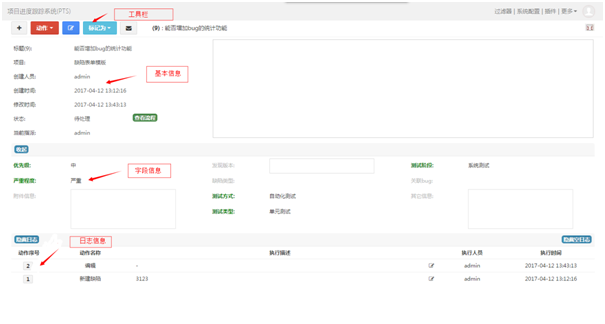 项目进度跟踪系统(PTS)
工具栏
过滤器 | 系统配置 | 插件 | 更多
动作
标记为
(9) : 能否增加bug的统计功能
标题(9): 能否增加bug的统计功能
项目: 缺陷表单模板
创建人员: admin
基本信息
创建时间: 2017-04-12 13:12:16
修改时间: 2017-04-12 13:43:13
状态: 待处理 查看流程
当前指派: admin
收起
优先级: 中 发现版本: 测试阶段: 系统测试
字段信息
严重程度: 严重 缺陷类型: 关联bug:
附件信息: 测试方式: 自动化测试 其它信息:
测试类型: 单元测试
隐藏日志 日志信息 隐藏空日志
动作序号 动作名称 执行描述 执行人员 执行时间
2 编辑 - admin 2017-04-12 13:43:13
1 新建缺陷 3123 admin 2017-04-12 13:12:16